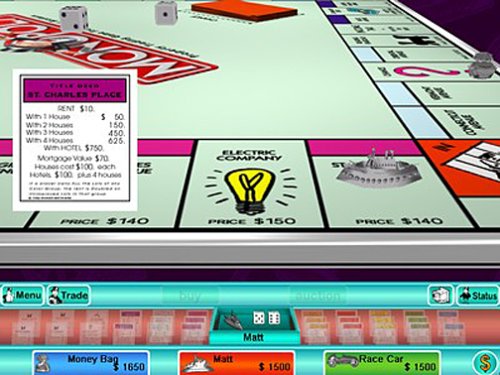 MONOPOLY
TITLE DEED
ST. CHARLES PLACE
RENT $10.
With 1 House $ 50.
With 2 Houses 150.
With 3 Houses 450.
With 4 Houses 625.
With HOTEL $750.
Mortgage Value $70.
Houses cost $100. each
Hotels, $100. plus 4 houses
ELECTRIC
COMPANY
PRICE $140
PRICE $150
PRICE $140
Menu
Trade
buy
auction
Status
Matt
Money Bag
$ 1650
Matt
$ 1500
Race Car
$ 1500